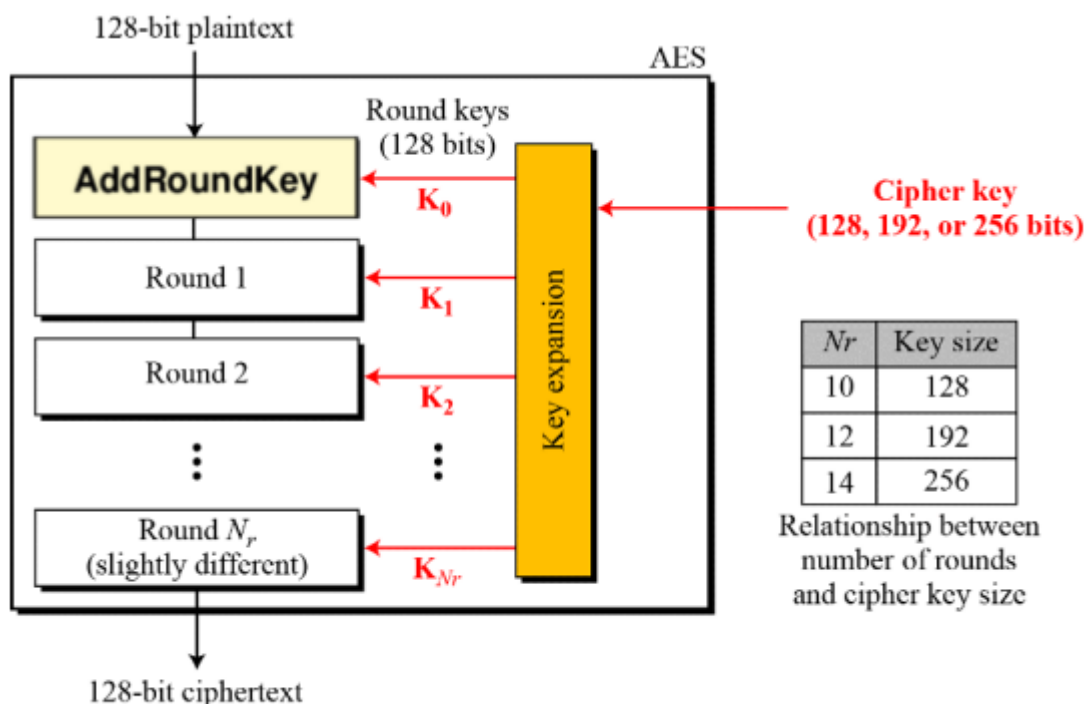 128-bit plaintext
AES
Round keys
(128 bits)
AddRoundKey
K0
Cipher key
(128, 192, or 256 bits)
Round 1
K1
Key expansion
Round 2
K2
Nr Key size
10 128
12 192
14 256
Relationship between
number of rounds
and cipher key size
Round Nr
(slightly different)
KNr
128-bit ciphertext